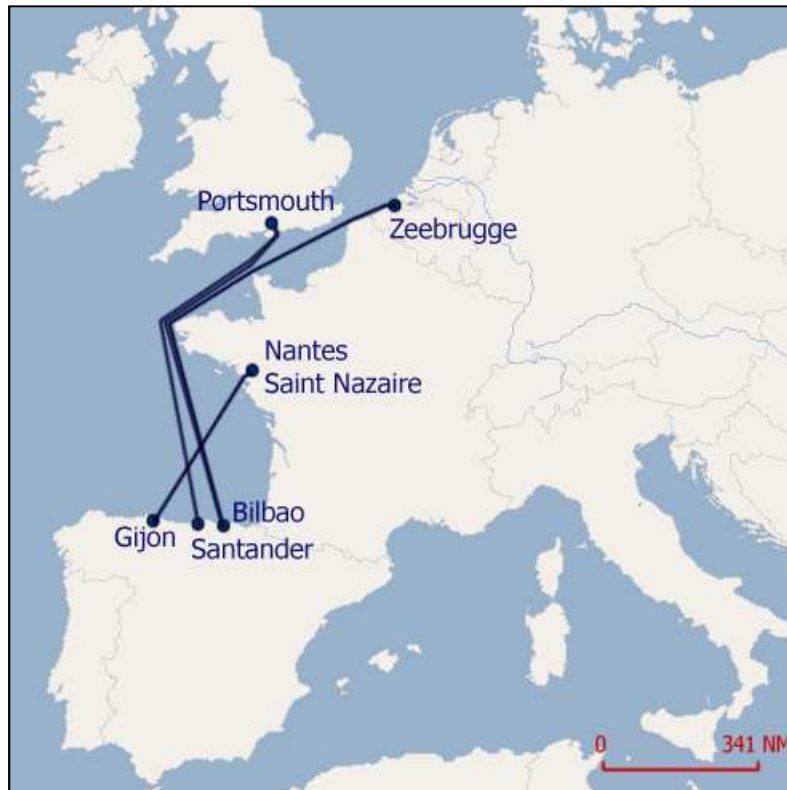 Portsmouth
Zeebrugge
Nantes
Saint Nazaire
Bilbao
Gijon
Santander
0 341 NM